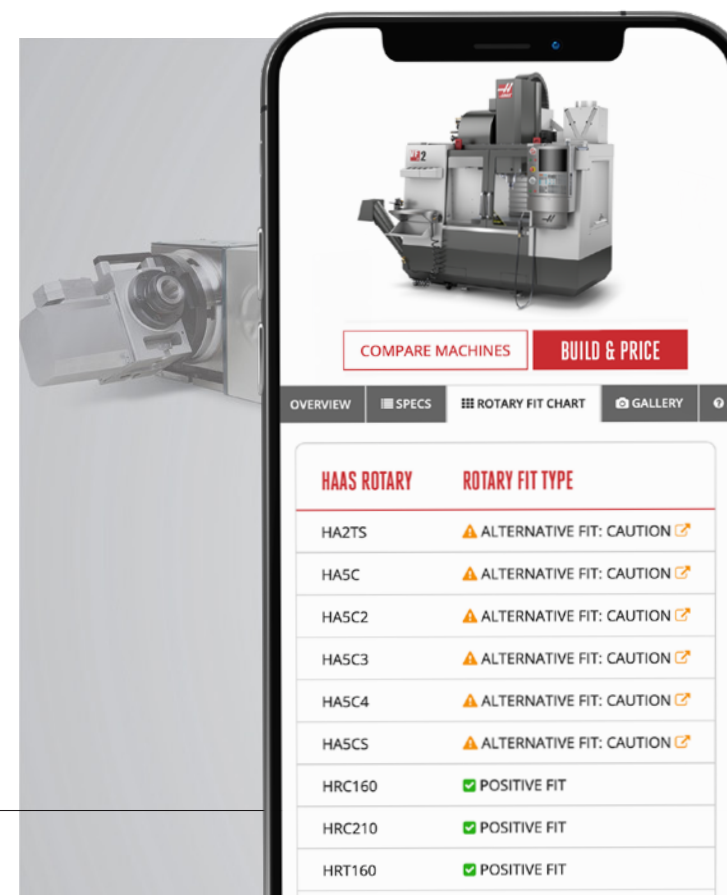 2
COMPARE MACHINES
BUILD & PRICE
OVERVIEW
SPECS
ROTARY FIT CHART
GALLERY
HAAS ROTARY ROTARY FIT TYPE
HA2TS ALTERNATIVE FIT: CAUTION
HA5C ALTERNATIVE FIT: CAUTION
HA5C2 ALTERNATIVE FIT: CAUTION
HA5C3 ALTERNATIVE FIT: CAUTION
HA5C4 ALTERNATIVE FIT: CAUTION
HA5CS ALTERNATIVE FIT: CAUTION
HRC160 POSITIVE FIT
HRC210 POSITIVE FIT
HRT160 POSITIVE FIT